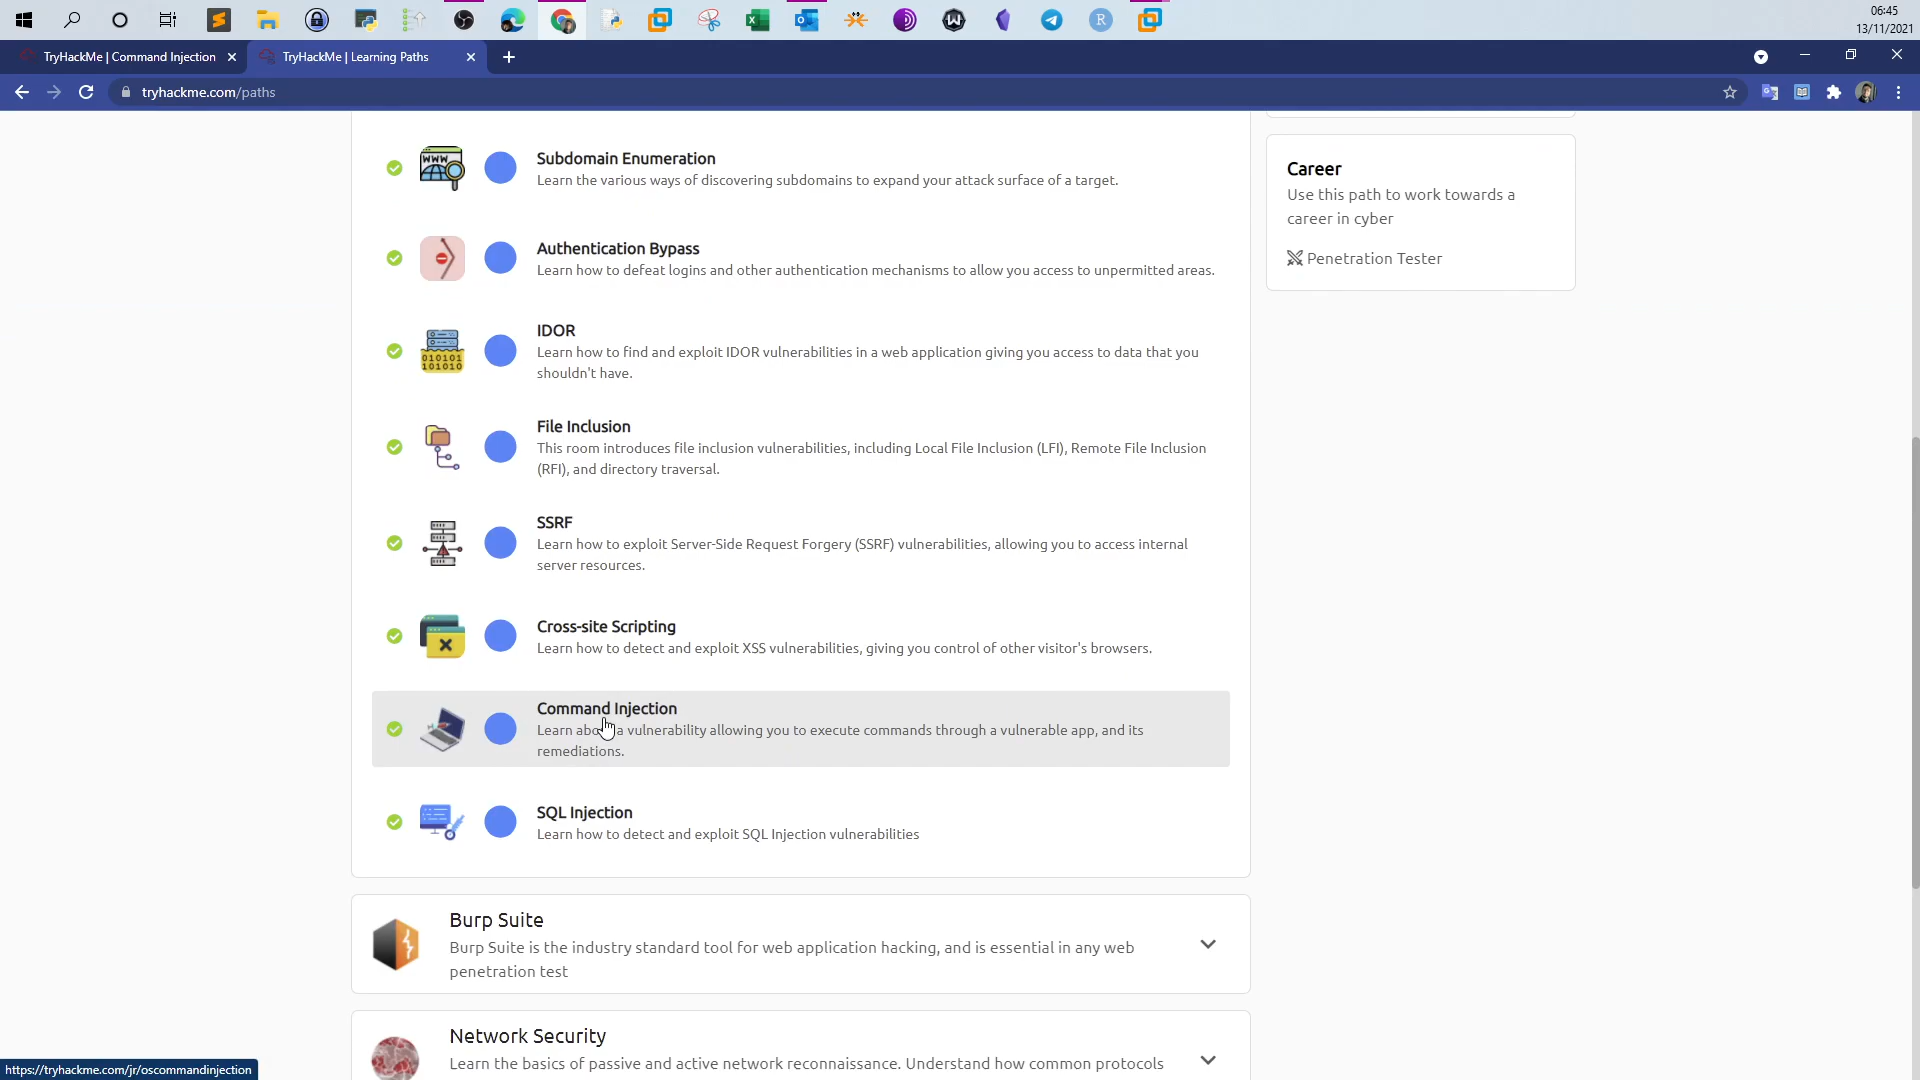 06:45
13/11/2021
TryHackMe | Command Injection
TryHackMe | Learning Paths
tryhackme.com/paths
Subdomain Enumeration
Learn the various ways of discovering subdomains to expand your attack surface of a target.
Authentication Bypass
Learn how to defeat logins and other authentication mechanisms to allow you access to unpermitted areas.
IDOR
Learn how to find and exploit IDOR vulnerabilities in a web application giving you access to data that you
shouldn't have.
File Inclusion
This room introduces file inclusion vulnerabilities, including Local File Inclusion (LFI), Remote File Inclusion
(RFI), and directory traversal.
SSRF
Learn how to exploit Server-Side Request Forgery (SSRF) vulnerabilities, allowing you to access internal
server resources.
Cross-site Scripting
Learn how to detect and exploit XSS vulnerabilities, giving you control of other visitor's browsers.
Command Injection
Learn about a vulnerability allowing you to execute commands through a vulnerable app, and its
remediations.
SQL Injection
Learn how to detect and exploit SQL Injection vulnerabilities
Burp Suite
Burp Suite is the industry standard tool for web application hacking, and is essential in any web
penetration test
Network Security
Learn the basics of passive and active network reconnaissance. Understand how common protocols
Career
Use this path to work towards a
career in cyber
Penetration Tester
https://tryhackme.com/jr/oscommandinjection